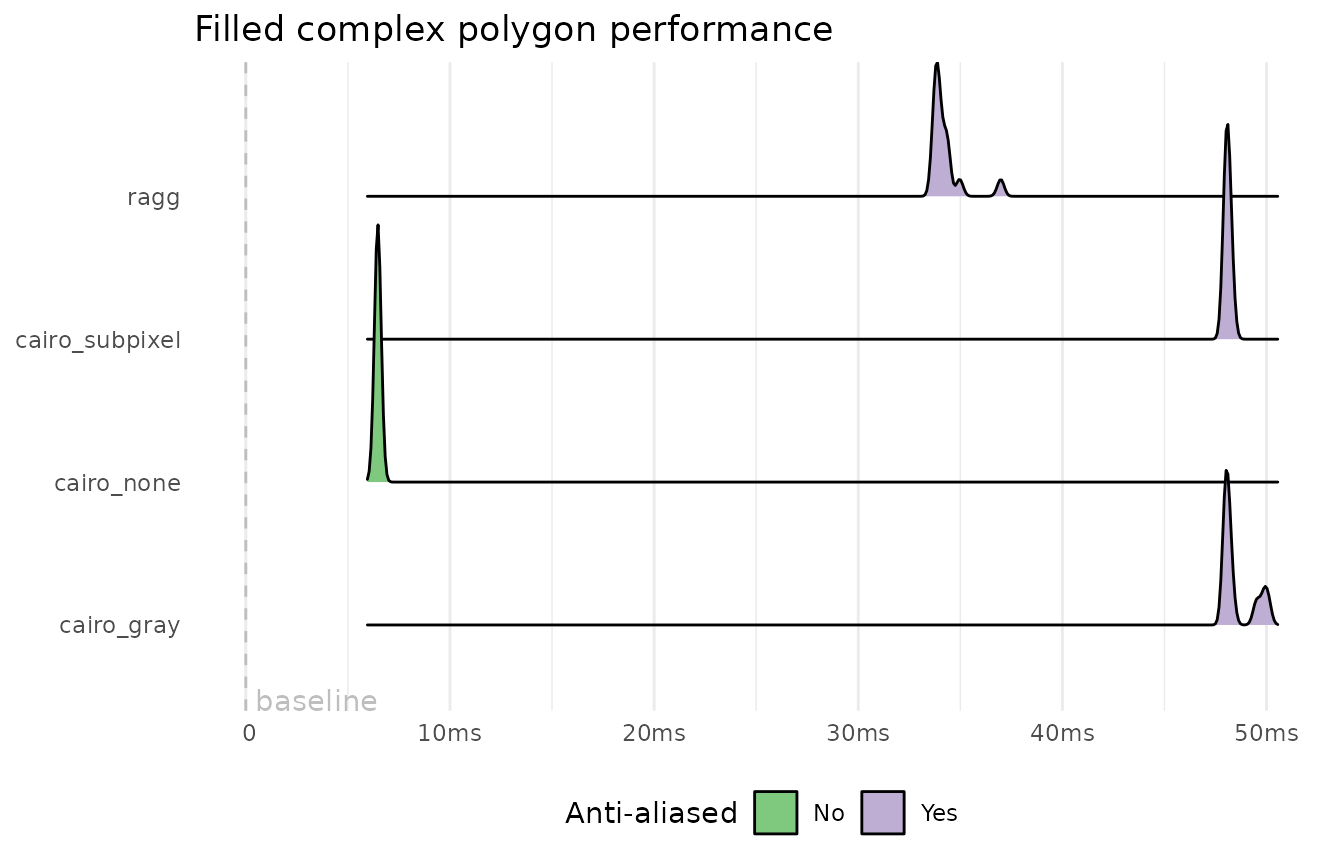 Filled complex polygon performance
ragg
cairo_subpixel
cairo_none
cairo_gray
baseline
0 10ms 20ms 30ms 40ms 50ms
Anti-aliased No Yes